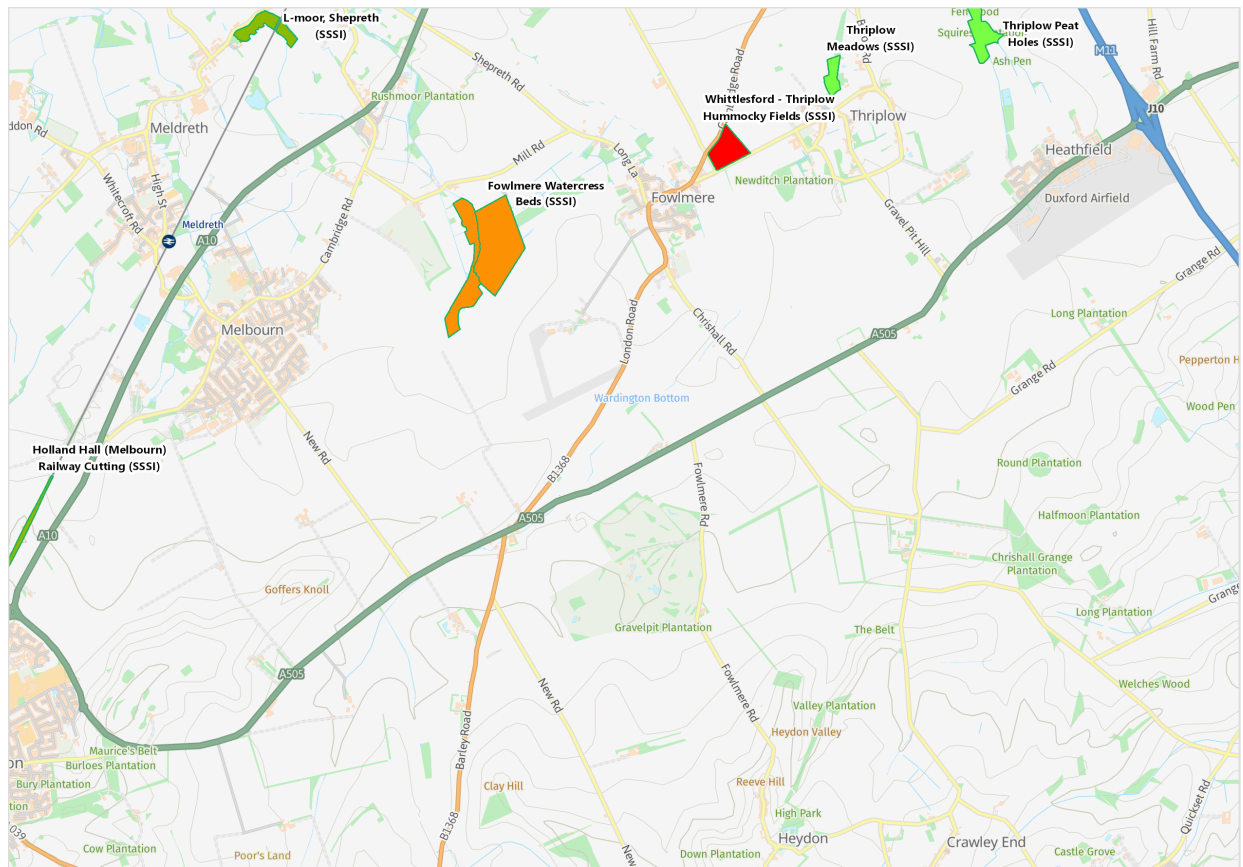 L-moor, Shepreth
(SSSI)
Thriplow
Meadows (SSSI)
Thriplow Peat
Holes (SSSI)
Ash Pen
M11
Hill Farm Rd
J10
Shepreth Rd
Rushmoor Plantation
Whittlesford - Thriplow
Hummocky Fields (SSSI)
Meldreth
Thriplow
Heathfield
Duxford Airfield
Mill Rd
Long La
Fowlmere
Newditch Plantation
Gravel Pit Hill
Fowlmere Watercress
Beds (SSSI)
Whitecroft Rd
High St
Meldreth
A10
Cambridge Rd
Grange Rd
Long Plantation
Melbourn
London Road
Chrishall Rd
A505
Grange Rd
Wardington Bottom
Wood Pen
Holland Hall (Melbourn)
Railway Cutting (SSSI)
New Rd
B1368
Fowlmere Rd
Round Plantation
Halfmoon Plantation
A10
A505
Chrishall Grange
Plantation
Goffers Knoll
Gravelpit Plantation
The Belt
Long Plantation
A505
New Rd
Fowlmere Rd
Welches Wood
Valley Plantation
Heydon Valley
Maurice's Belt
Burloes Plantation
Bury Plantation
Barley Road
Clay Hill
Reeve Hill
High Park
Quickset Rd
B1368
Heydon
Crawley End
Cow Plantation
Poor's Land
Down Plantation
Castle Grove